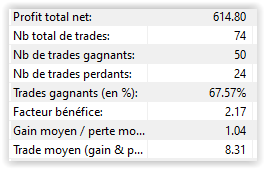 Profit total net: 614.80
Nb total de trades: 74
Nb de trades gagnants: 50
Nb de trades perdants: 24
Trades gagnants (en %): 67.57%
Facteur bénéfice: 2.17
Gain moyen / perte mo... 1.04
Trade moyen (gain & p... 8.31